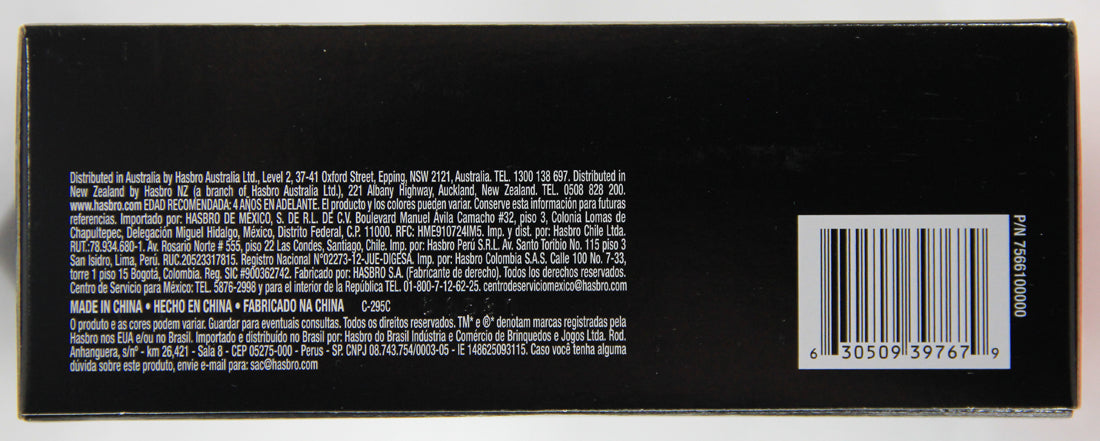 Distributed in Australia by Hasbro Australia Ltd., Level 2, 37-41 Oxford Street, Epping, NSW 2121, Australia. TEL. 1300 138 697. Distributed in
New Zealand by Hasbro NZ (a branch of Hasbro Australia Ltd.), 221 Albany Highway, Auckland, New Zealand. TEL. 0508 828 200.
www.hasbro.com EDAD RECOMENDADA: 4 AÑOS EN ADELANTE. El producto y los colores pueden variar. Conserve esta información para futuras
referencias. Importado por: HASBRO DE MÉXICO, S. DE R.L. DE C.V. Boulevard Manuel Ávila Camacho #32, piso 3, Colonia Lomas de
Chapultepec, Delegación Miguel Hidalgo, México, Distrito Federal, C.P. 11000. RFC: HME910724IM5. Imp. y dist. por: Hasbro Chile Ltda.
RUT.:78.934.680-1. Av. Rosario Norte # 555, piso 22 Las Condes, Santiago, Chile. Imp. por: Hasbro Perú S.R.L. Av. Santo Toribio No. 115 piso 3
San Isidro, Lima, Perú. RUC.20523317815. Registro Nacional N°02273-12-JUE-DIGESA. Imp. por: Hasbro Colombia S.A.S. Calle 100 No. 7-33,
torre 1 piso 15 Bogotá, Colombia. Reg. SIC #900362742. Fabricado por: HASBRO S.A. (Fabricante de derecho). Todos los derechos reservados.
Centro de Servicio para México: TEL. 5876-2998 y para el interior de la República TEL. 01-800-7-12-62-25. centrodeserviciomexico@hasbro.com
MADE IN CHINA • HECHO EN CHINA • FABRICADO NA CHINA C-295C
O produto e as cores podem variar. Guardar para eventuais consultas. Todos os direitos reservados. TM* e ®* denotam marcas registradas pela
Hasbro nos EUA e/ou no Brasil. Importado e distribuído no Brasil por: Hasbro do Brasil Indústria e Comércio de Brinquedos e Jogos Ltda. Rod.
Anhanguera, s/nº - km 26,421 - Sala 8 - CEP 05275-000 - Perus - SP. CNPJ 08.743.754/0003-05 - IE 148625093115. Caso você tenha alguma
dúvida sobre este produto, envie e-mail para: sac@hasbro.com
P/N 7566100000
6 30509 39767 9